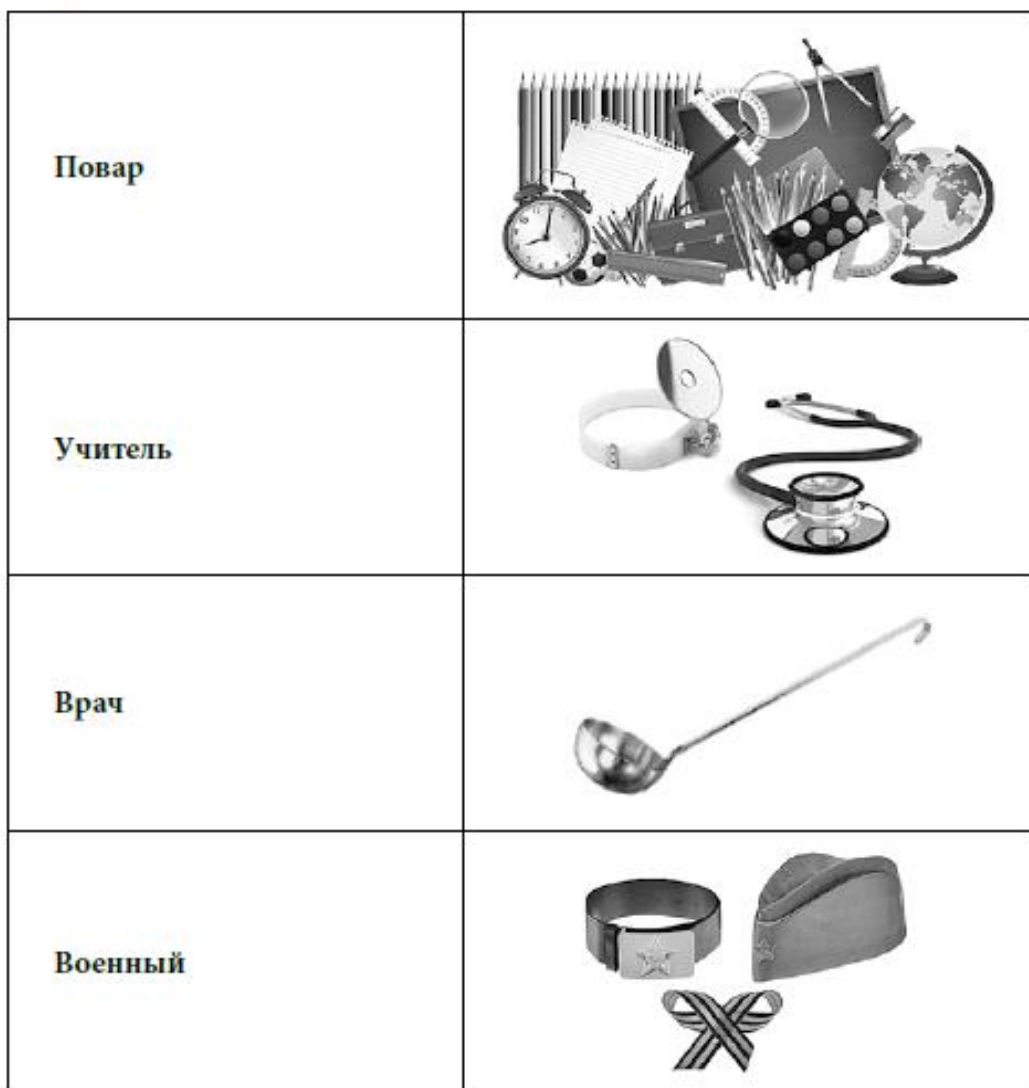 Повар
Учитель
Врач
Военный